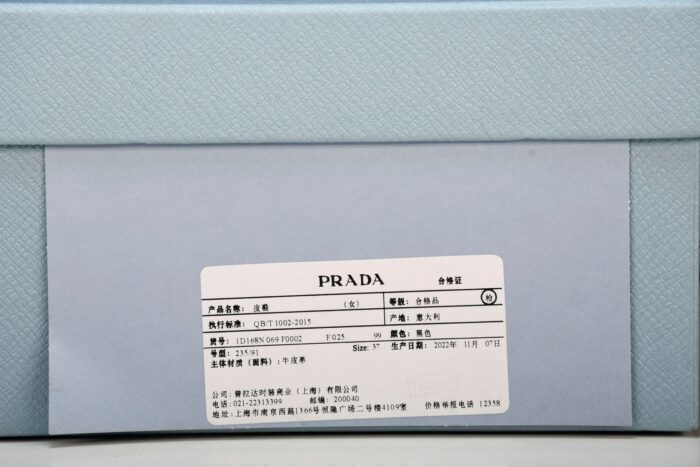 PRADA 合格证
产品名称: 皮鞋 (女) 等级: 合格品 检
执行标准: QB/T 1002-2015 产地: 意大利
货号: 1D168N 069 F0002 F 025 99 颜色: 黑色
号型: 235.91 Size: 37 生产日期: 2022年 11月 07日
主体材质 (面料): 牛皮革
公司: 普拉达时装商业 (上海) 有限公司
电话: 021-22313399 邮编: 200040
地址: 上海市南京西路1366号恒隆广场二号楼4109室 价格举报电话 12358